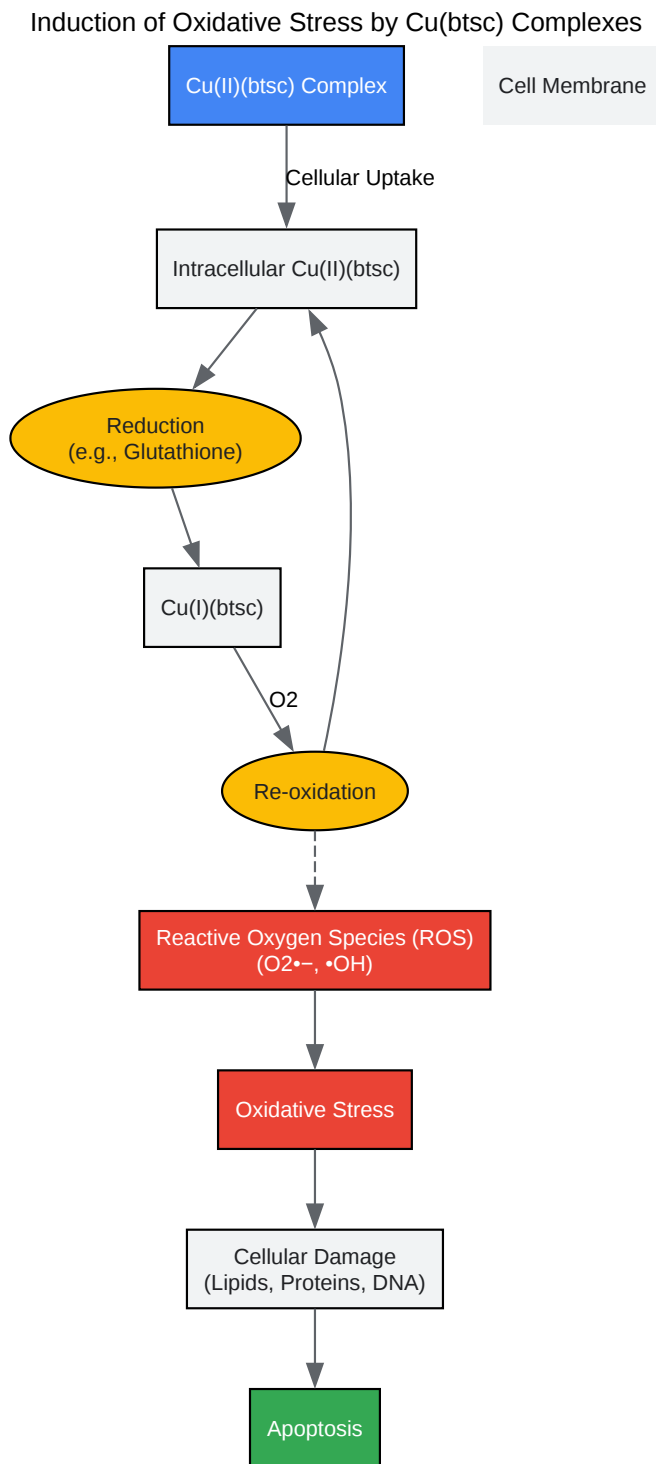 Induction of Oxidative Stress by Cu(btsc) Complexes
Cu(II)(btsc) Complex
Cell Membrane
Cellular Uptake
Intracellular Cu(II)(btsc)
Reduction
(e.g., Glutathione)
Cu(I)(btsc)
O2
Re-oxidation
Reactive Oxygen Species (ROS)
(O2•−, •OH)
Oxidative Stress
Cellular Damage
(Lipids, Proteins, DNA)
Apoptosis